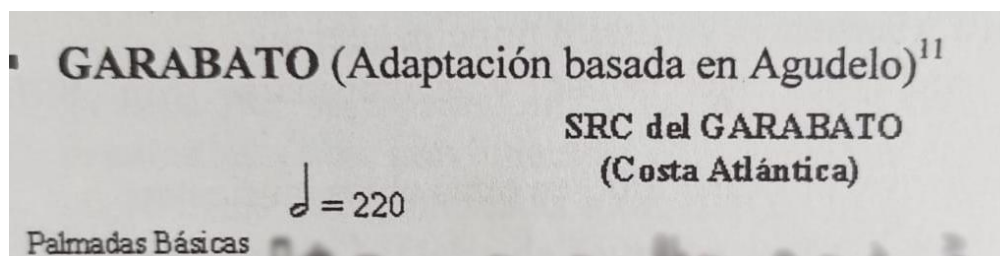 GARABATO (Adaptación basada en Agudelo)¹¹
SRC del GARABATO
(Costa Atlántica)
𝅗𝅥 = 220
Palmadas Básicas